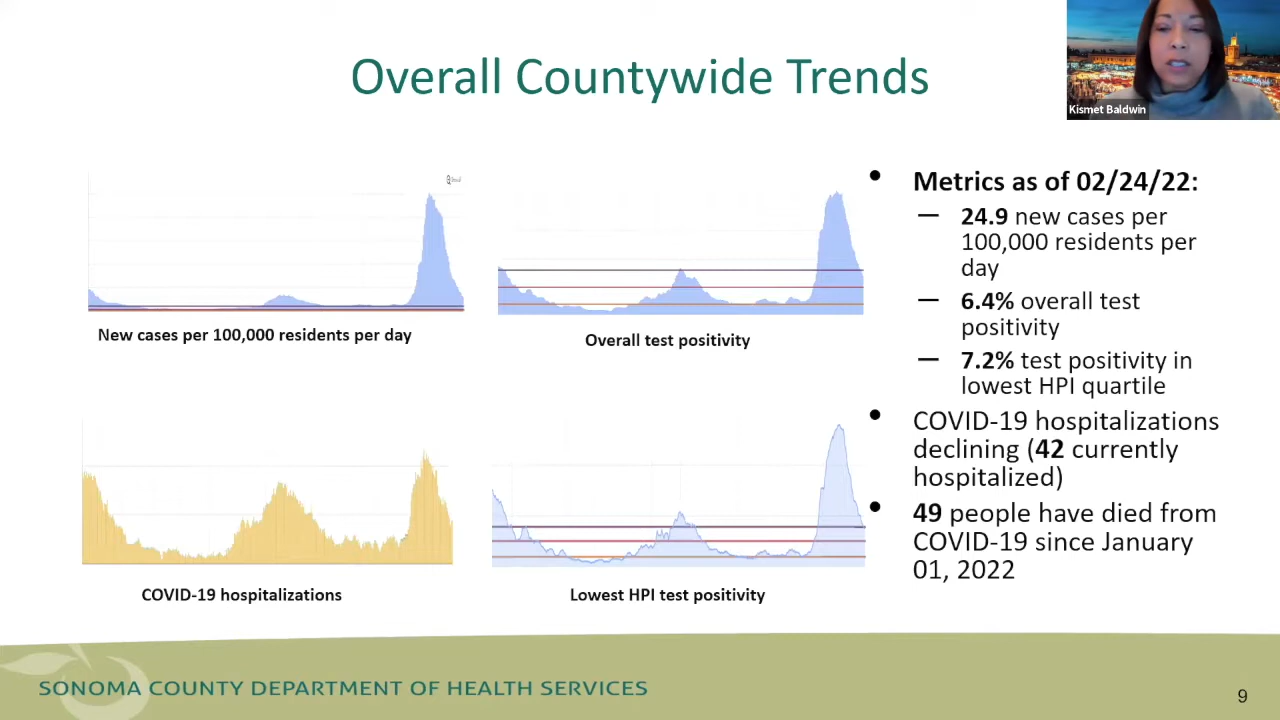 Overall Countywide Trends
Kismet Baldwin
New cases per 100,000 residents per day
Overall test positivity
COVID-19 hospitalizations
Lowest HPI test positivity
• Metrics as of 02/24/22:
— 24.9 new cases per
100,000 residents per
day
— 6.4% overall test
positivity
— 7.2% test positivity in
lowest HPI quartile
• COVID-19 hospitalizations
declining (42 currently
hospitalized)
• 49 people have died from
COVID-19 since January
01, 2022
SONOMA COUNTY DEPARTMENT OF HEALTH SERVICES
9